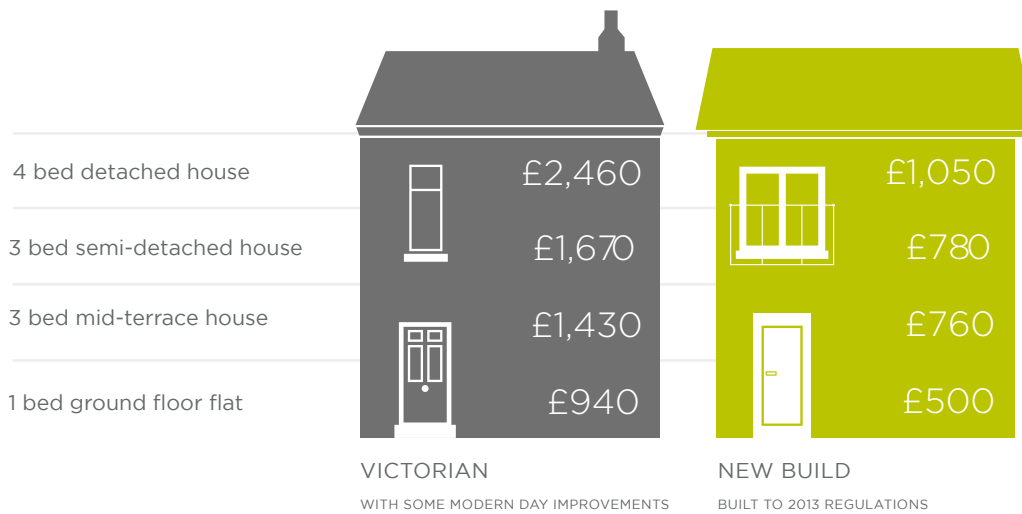 4 bed detached house £2,460 £1,050
3 bed semi-detached house £1,670 £780
3 bed mid-terrace house £1,430 £760
1 bed ground floor flat £940 £500
VICTORIAN NEW BUILD
WITH SOME MODERN DAY IMPROVEMENTS BUILT TO 2013 REGULATIONS